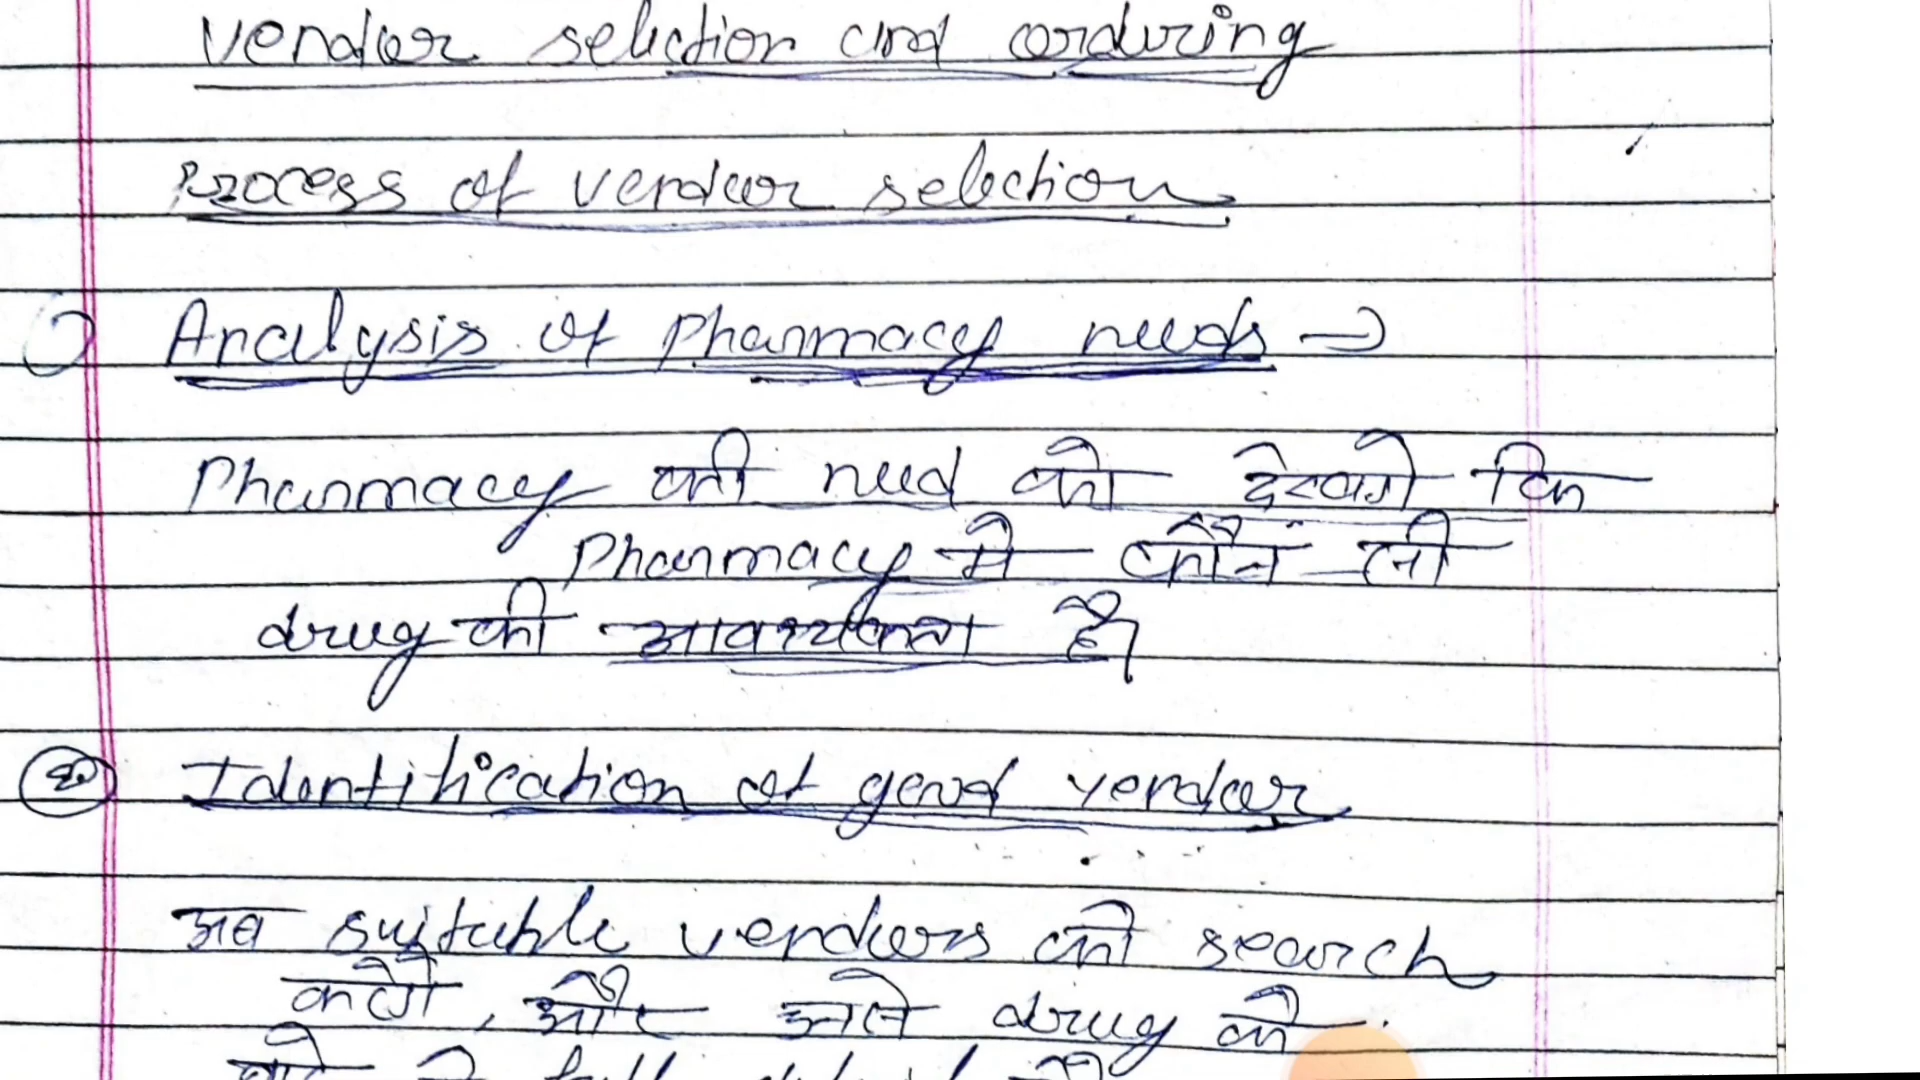 Vendor selection and ordering
Process of vendor selection
Analysis of pharmacy needs →
Pharmacy की need को देखेंगे कि
Pharmacy में कौन सी
drug की आवश्यकता है।
② Identification of good vendor
अब suitable vendors को search
करेंगे, और उनसे drug के
बारे में full